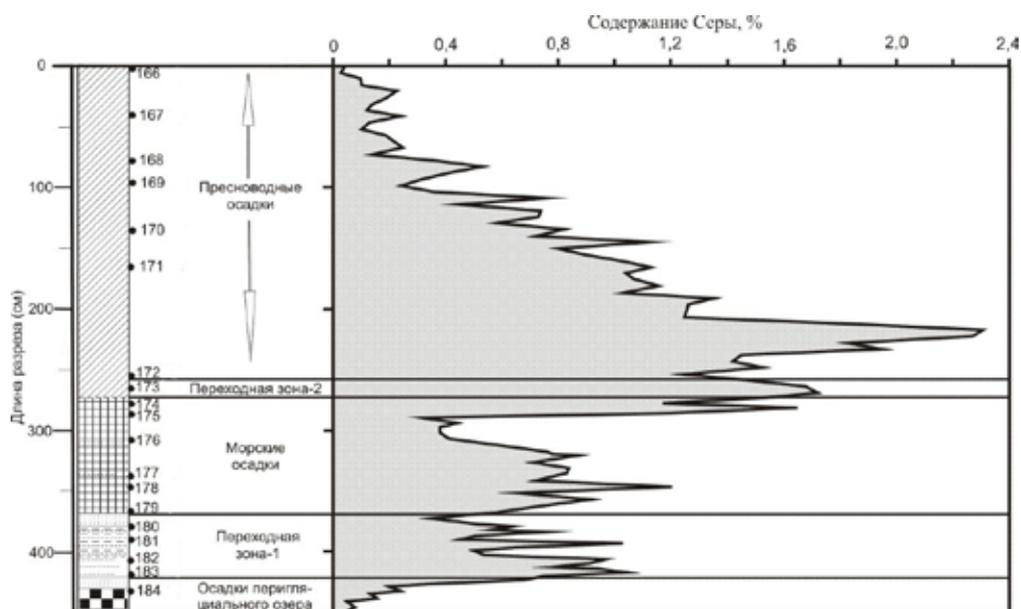 Содержание Серы, %
0 0,4 0,8 1,2 1,6 2,0 2,4
Длина разреза (см)
0
100
200
300
400
166
167
168
169
170
171
172
173
174
175
176
177
178
179
180
181
182
183
184
Пресноводные
осадки
Переходная зона-2
Морские
осадки
Переходная
зона-1
Осадки перигля-
циального озера